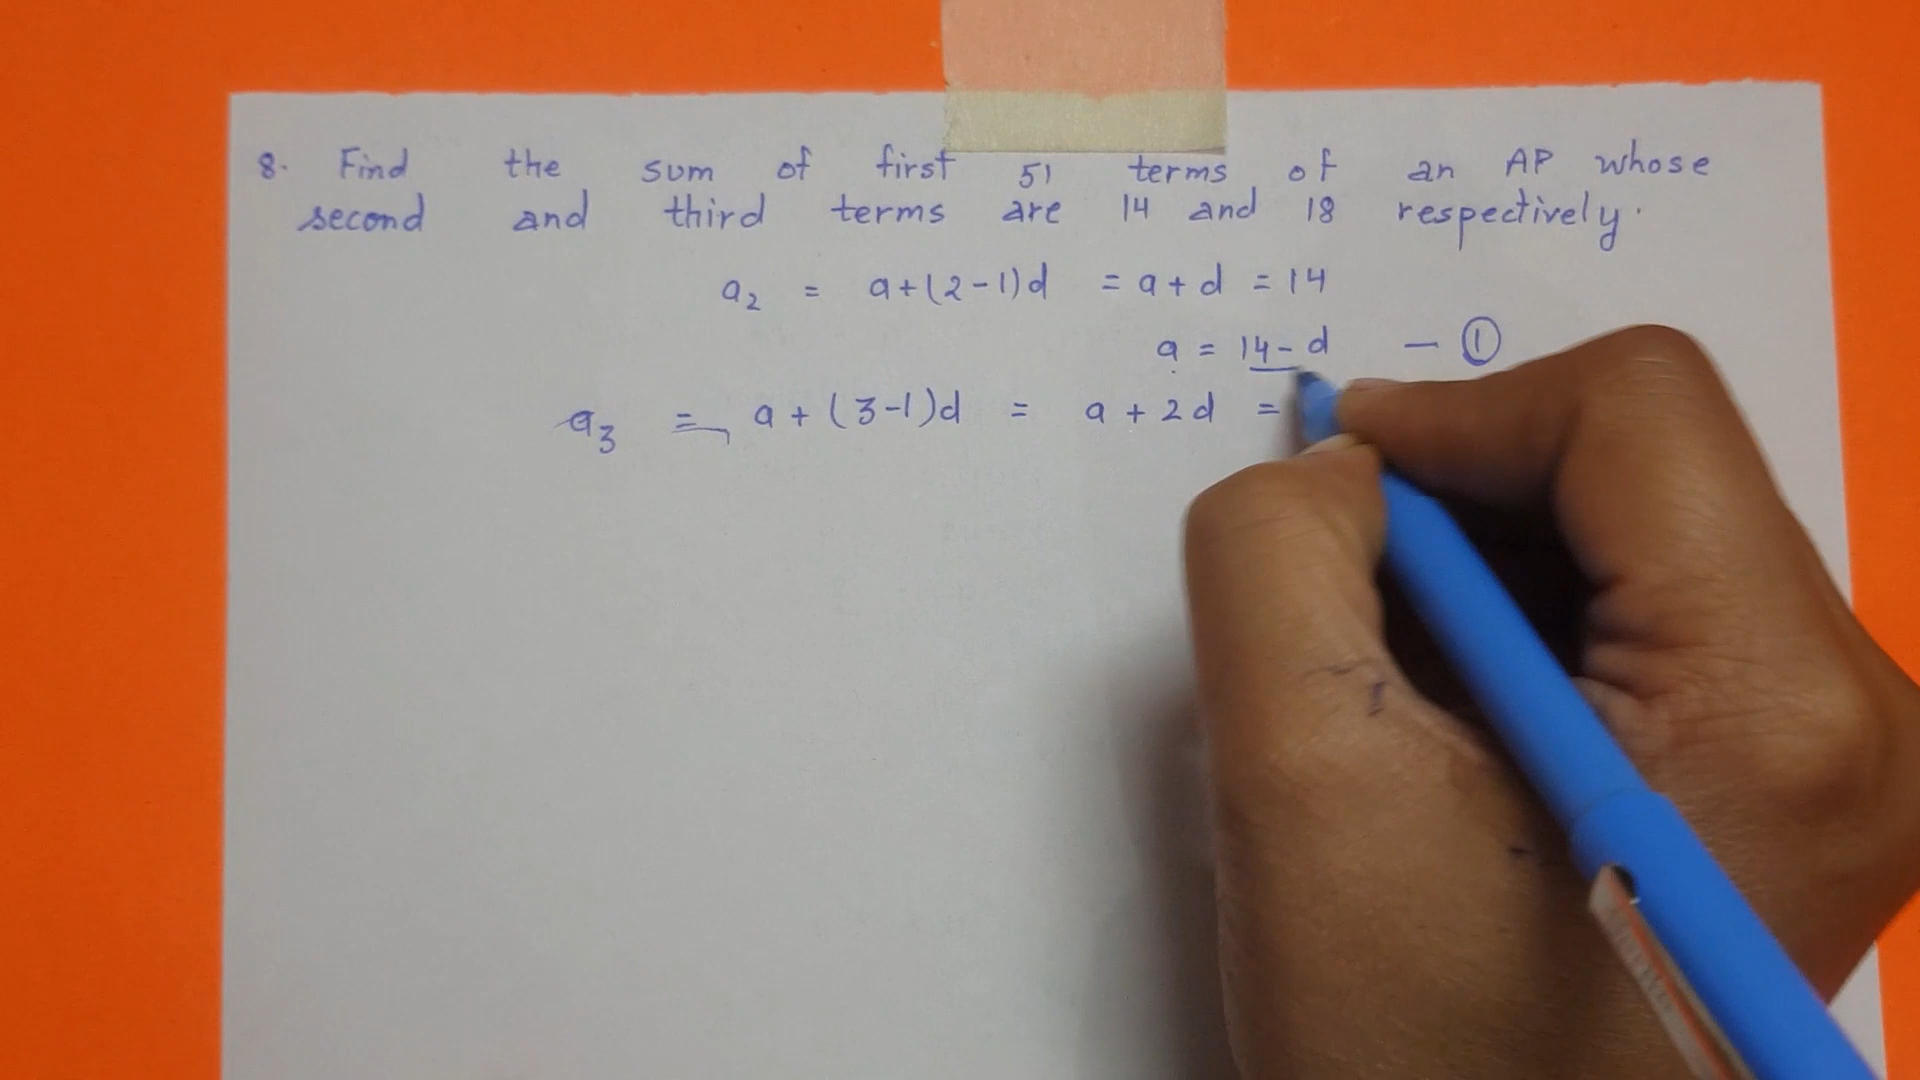 8. Find the sum of first 51 terms of an AP whose
second and third terms are 14 and 18 respectively.
a₂ = a+(2-1)d = a+d = 14
a = 14-d — ①
a₃ = a+(3-1)d = a+2d =